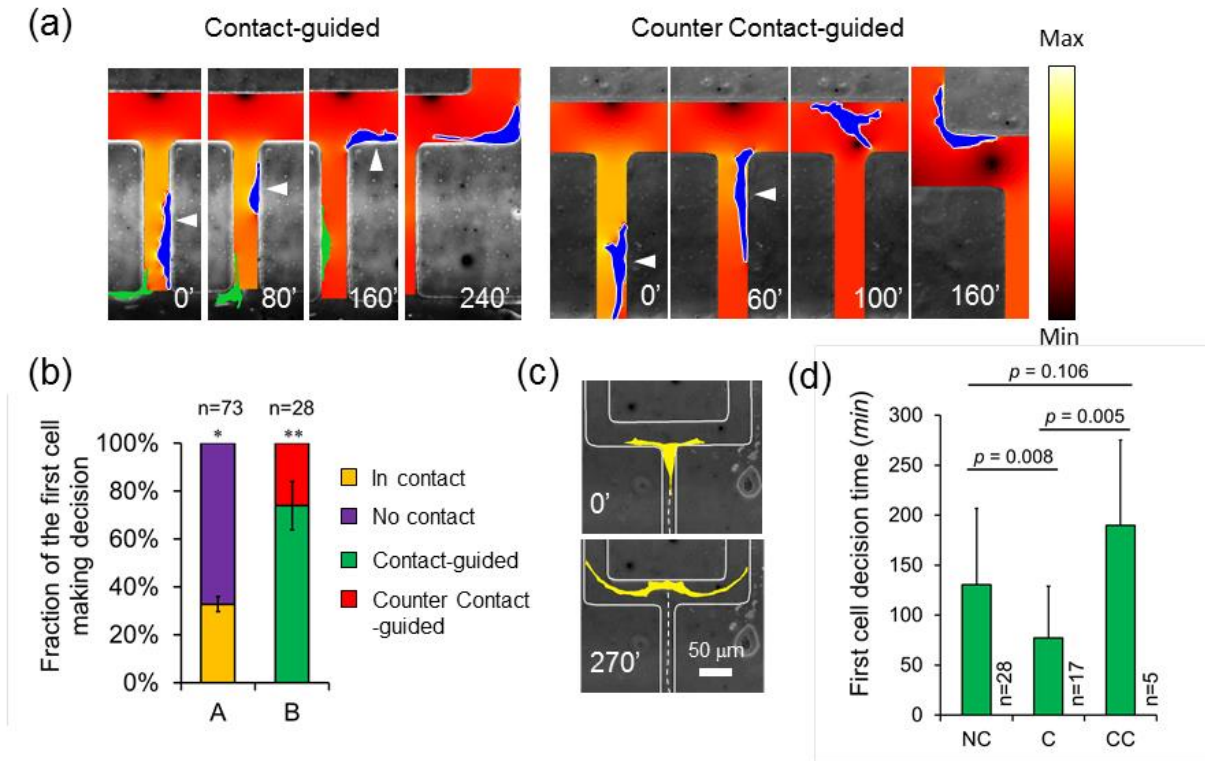 (a)
Contact-guided
Counter Contact-guided
Max
0'
80'
160'
240'
0'
60'
100'
160'
Min
(b)
n=73
n=28
*
**
Fraction of the first cell
making decision
100%
80%
60%
40%
20%
0%
A
B
In contact
No contact
Contact-guided
Counter Contact
-guided
(c)
0'
270'
50 μm
(d)
p = 0.106
p = 0.005
p = 0.008
First cell decision time (min)
300
250
200
150
100
50
0
n=28
n=17
n=5
NC
C
CC